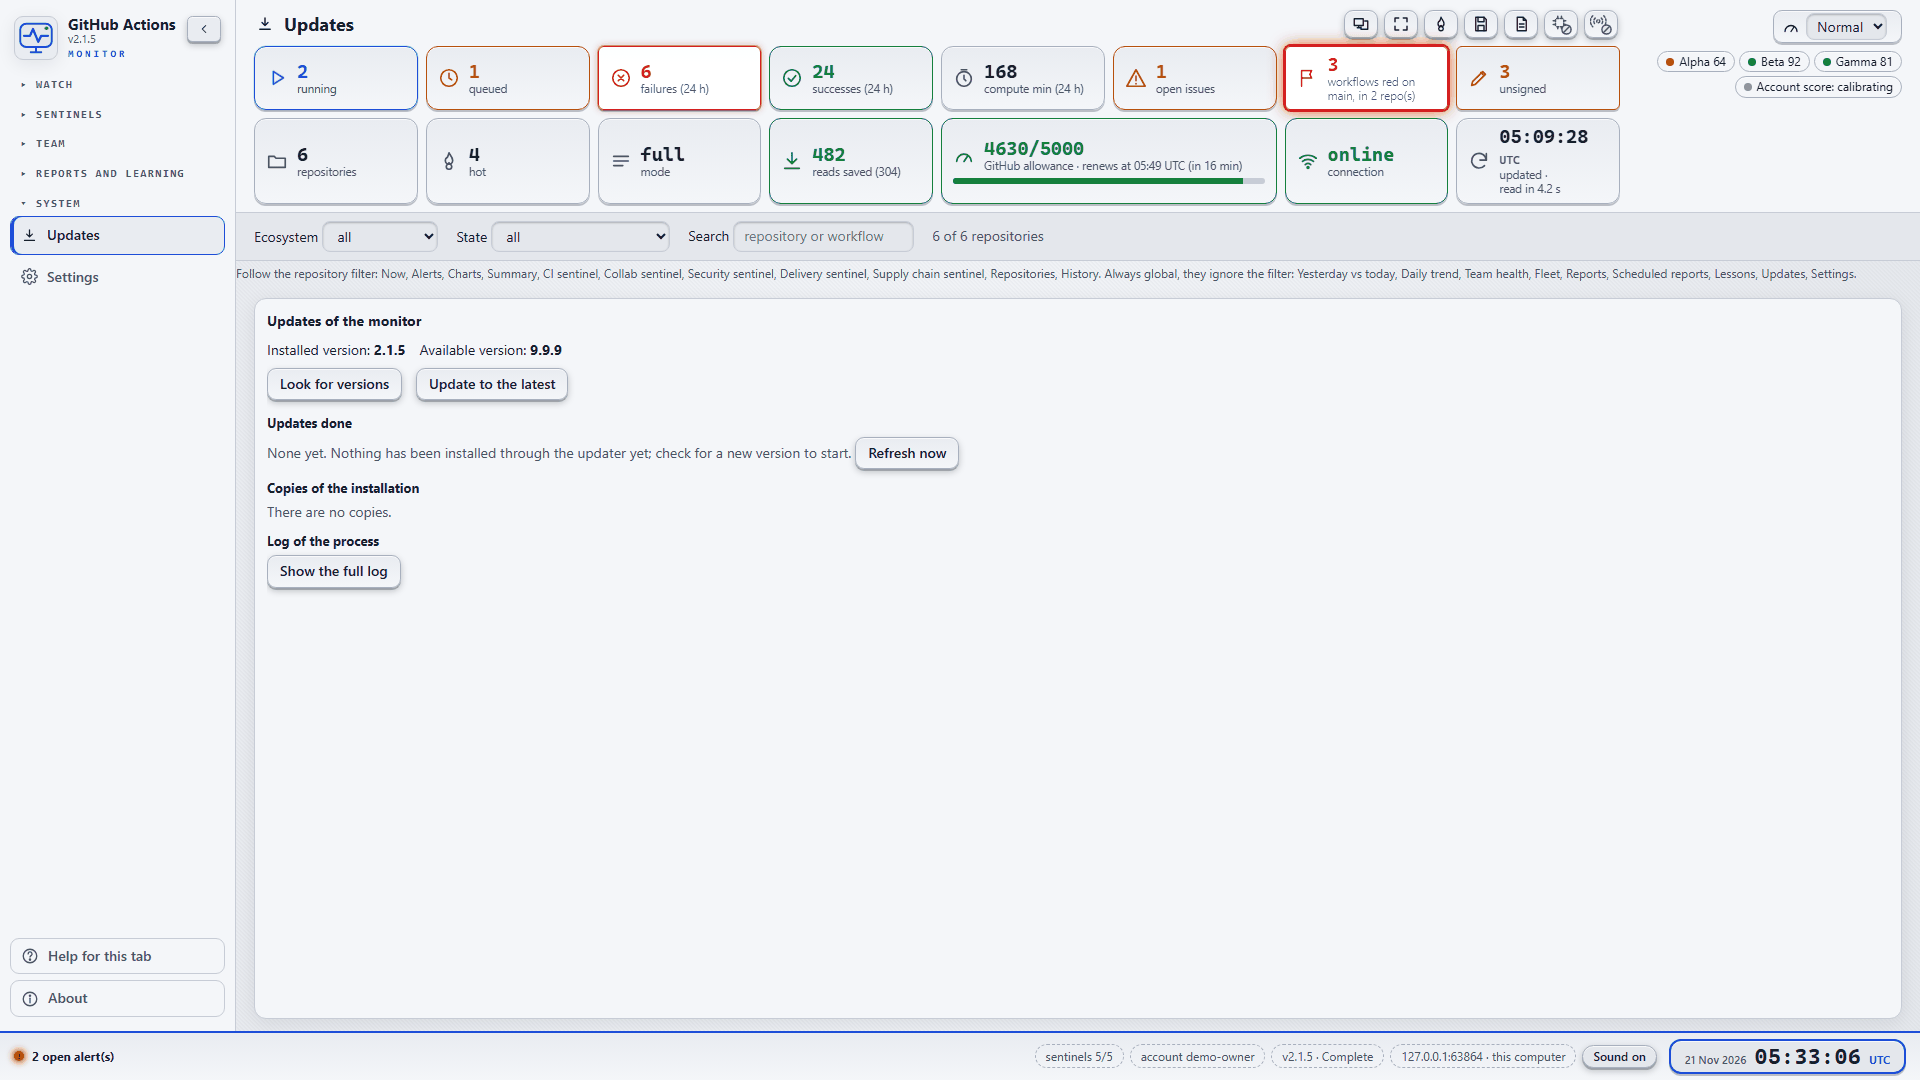 GitHub Actions
v2.1.5
MONITOR
WATCH
SENTINELS
TEAM
REPORTS AND LEARNING
SYSTEM
Updates
Settings
Help for this tab
About
Updates
Normal
2
running
1
queued
6
failures (24 h)
24
successes (24 h)
168
compute min (24 h)
1
open issues
3
workflows red on
main, in 2 repo(s)
3
unsigned
Alpha 64
Beta 92
Gamma 81
Account score: calibrating
6
repositories
4
hot
full
mode
482
reads saved (304)
4630/5000
GitHub allowance · renews at 05:49 UTC (in 16 min)
online
connection
05:09:28
UTC
updated ·
read in 4.2 s
Ecosystem all State all Search repository or workflow 6 of 6 repositories
Follow the repository filter: Now, Alerts, Charts, Summary, CI sentinel, Collab sentinel, Security sentinel, Delivery sentinel, Supply chain sentinel, Repositories, History. Always global, they ignore the filter: Yesterday vs today, Daily trend, Team health, Fleet, Reports, Scheduled reports, Lessons, Updates, Settings.
Updates of the monitor
Installed version: 2.1.5 Available version: 9.9.9
Look for versions Update to the latest
Updates done
None yet. Nothing has been installed through the updater yet; check for a new version to start. Refresh now
Copies of the installation
There are no copies.
Log of the process
Show the full log
2 open alert(s)
sentinels 5/5
account demo-owner
v2.1.5 · Complete
127.0.0.1:63864 · this computer
Sound on
21 Nov 2026 05:33:06 UTC